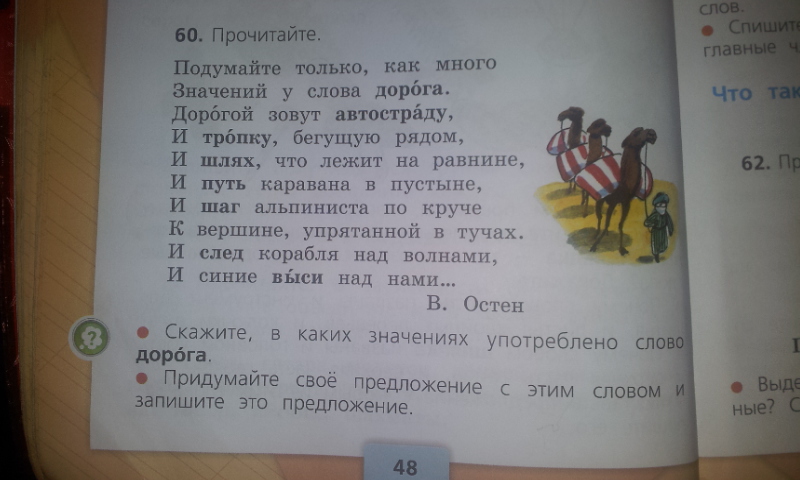 60. Прочитайте.
Подумайте только, как много
Значений у слова доро́га.
Доро́гой зовут автостра́ду,
И тро́пку, бегущую рядом,
И шлях, что лежит на равнине,
И путь каравана в пустыне,
И шаг альпиниста по круче
К вершине, упрятанной в тучах.
И след корабля над волнами,
И синие вы́си над нами...
В. Остен
? • Скажите, в каких значениях употреблено слово
доро́га.
• Придумайте своё предложение с этим словом и
запишите это предложение.
48
слов.
• Спишите
главные
Что
62.
• Выде
ные? С